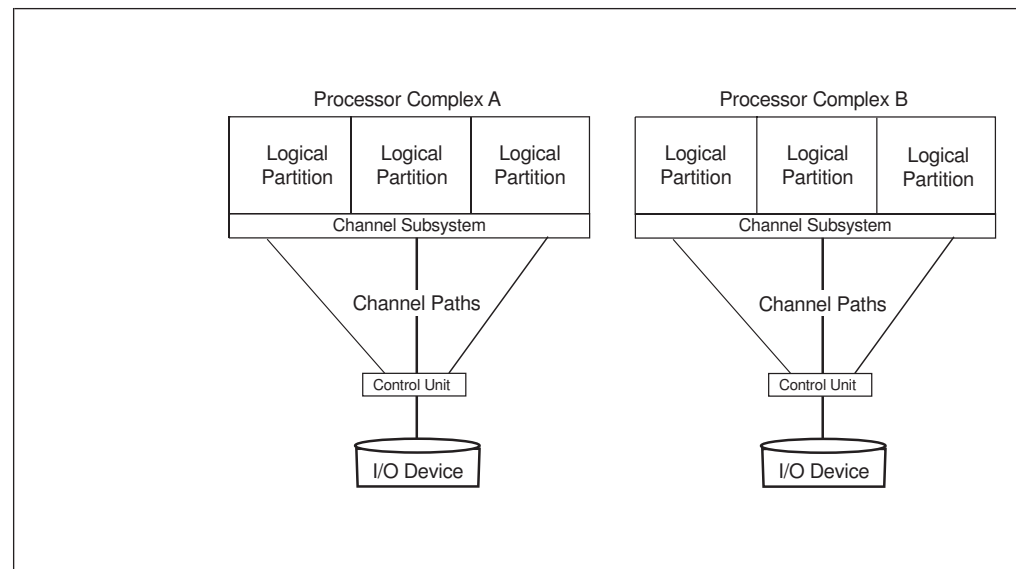 Processor Complex A
Logical
Partition
Logical
Partition
Logical
Partition
Channel Subsystem
Channel Paths
Control Unit
I/O Device
Processor Complex B
Logical
Partition
Logical
Partition
Logical
Partition
Channel Subsystem
Channel Paths
Control Unit
I/O Device